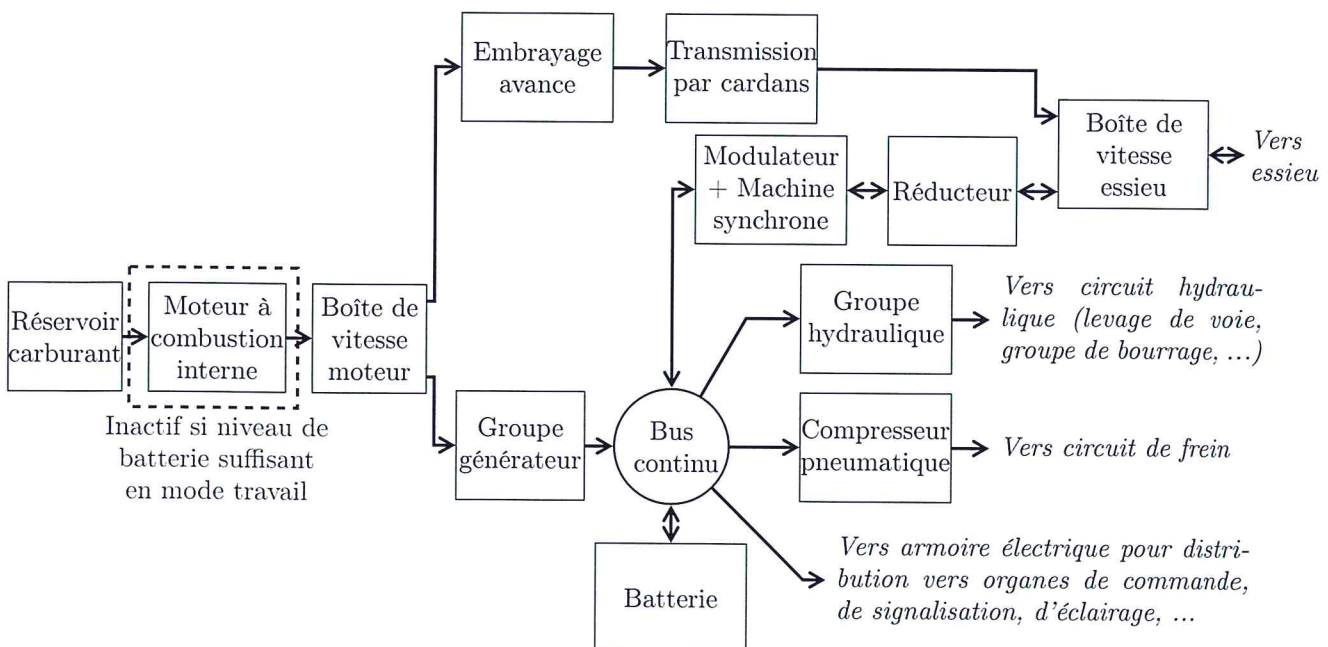 Embrayage
avance
Transmission
par cardans
Boîte de
vitesse
essieu
Vers
essieu
Modulateur
+ Machine
synchrone
Réducteur
Réservoir
carburant
Moteur à
combustion
interne
Boîte de
vitesse
moteur
Inactif si niveau de
batterie suffisant
en mode travail
Groupe
générateur
Bus
continu
Groupe
hydraulique
Vers circuit hydrau-
lique (levage de voie,
groupe de bourrage, ...)
Compresseur
pneumatique
Vers circuit de frein
Batterie
Vers armoire électrique pour distri-
bution vers organes de commande,
de signalisation, d'éclairage, ...